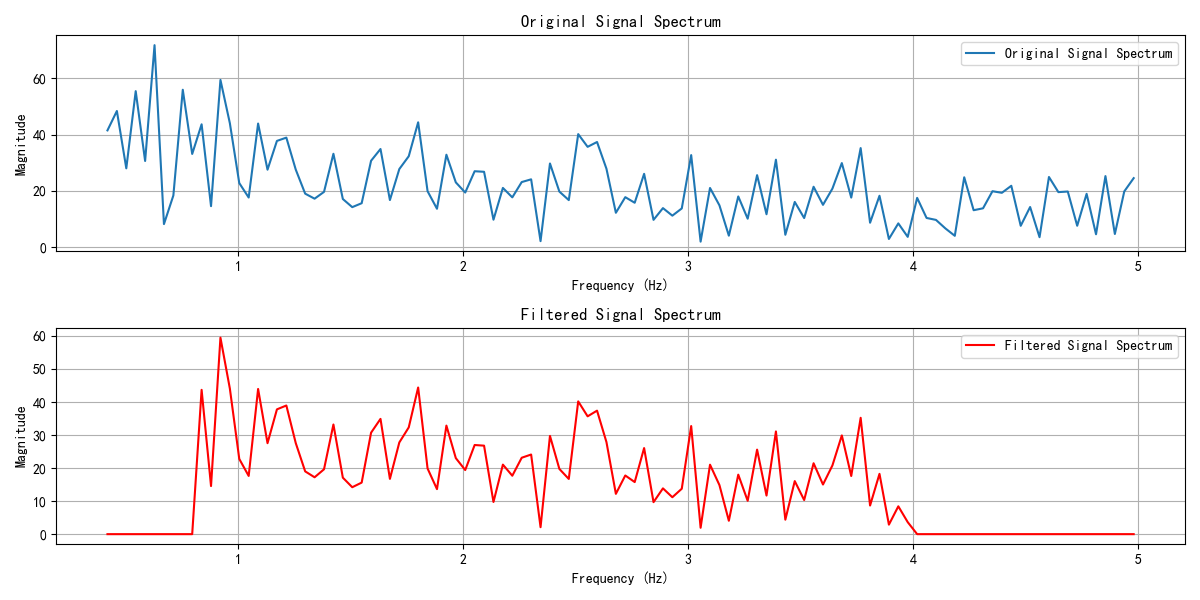 Original Signal Spectrum
Original Signal Spectrum
Magnitude
60
40
20
0
1 2 3 4 5
Frequency (Hz)
Filtered Signal Spectrum
Filtered Signal Spectrum
Magnitude
60
50
40
30
20
10
0
1 2 3 4 5
Frequency (Hz)